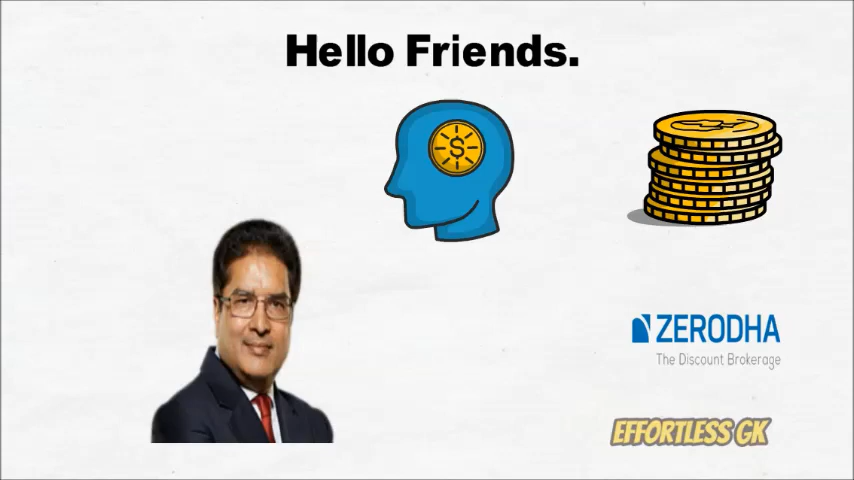 Hello Friends.
$
ZERODHA
The Discount Brokerage
EFFORTLESS GK